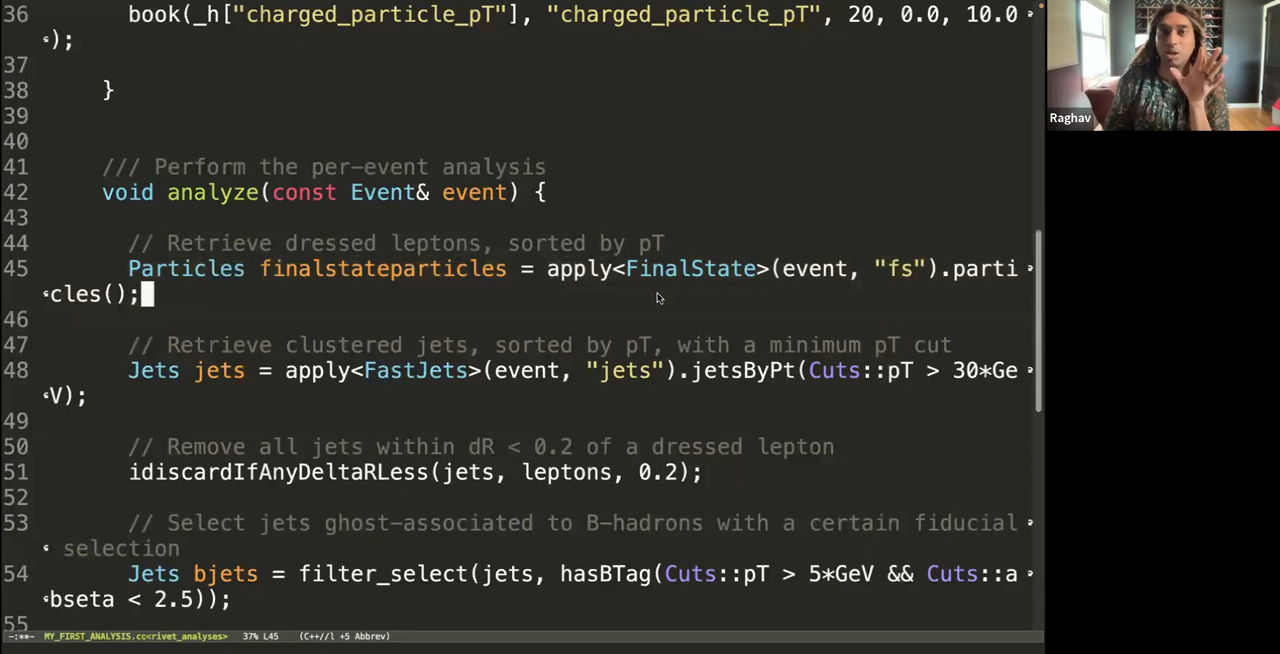 36 book(_h["charged_particle_pT"], "charged_particle_pT", 20, 0.0, 10.0
);
37
38 }
39
40
41 /// Perform the per-event analysis
42 void analyze(const Event& event) {
43
44 // Retrieve dressed leptons, sorted by pT
45 Particles finalstateparticles = apply<FinalState>(event, "fs").parti
cles();
46
47 // Retrieve clustered jets, sorted by pT, with a minimum pT cut
48 Jets jets = apply<FastJets>(event, "jets").jetsByPt(Cuts::pT > 30*Ge
V);
49
50 // Remove all jets within dR < 0.2 of a dressed lepton
51 idiscardIfAnyDeltaRLess(jets, leptons, 0.2);
52
53 // Select jets ghost-associated to B-hadrons with a certain fiducial
selection
54 Jets bjets = filter_select(jets, hasBTag(Cuts::pT > 5*GeV && Cuts::a
bseta < 2.5));
55
-:**- MY_FIRST_ANALYSIS.cc<rivet_analyses> 37% L45 (C++//l +5 Abbrev)
Raghav